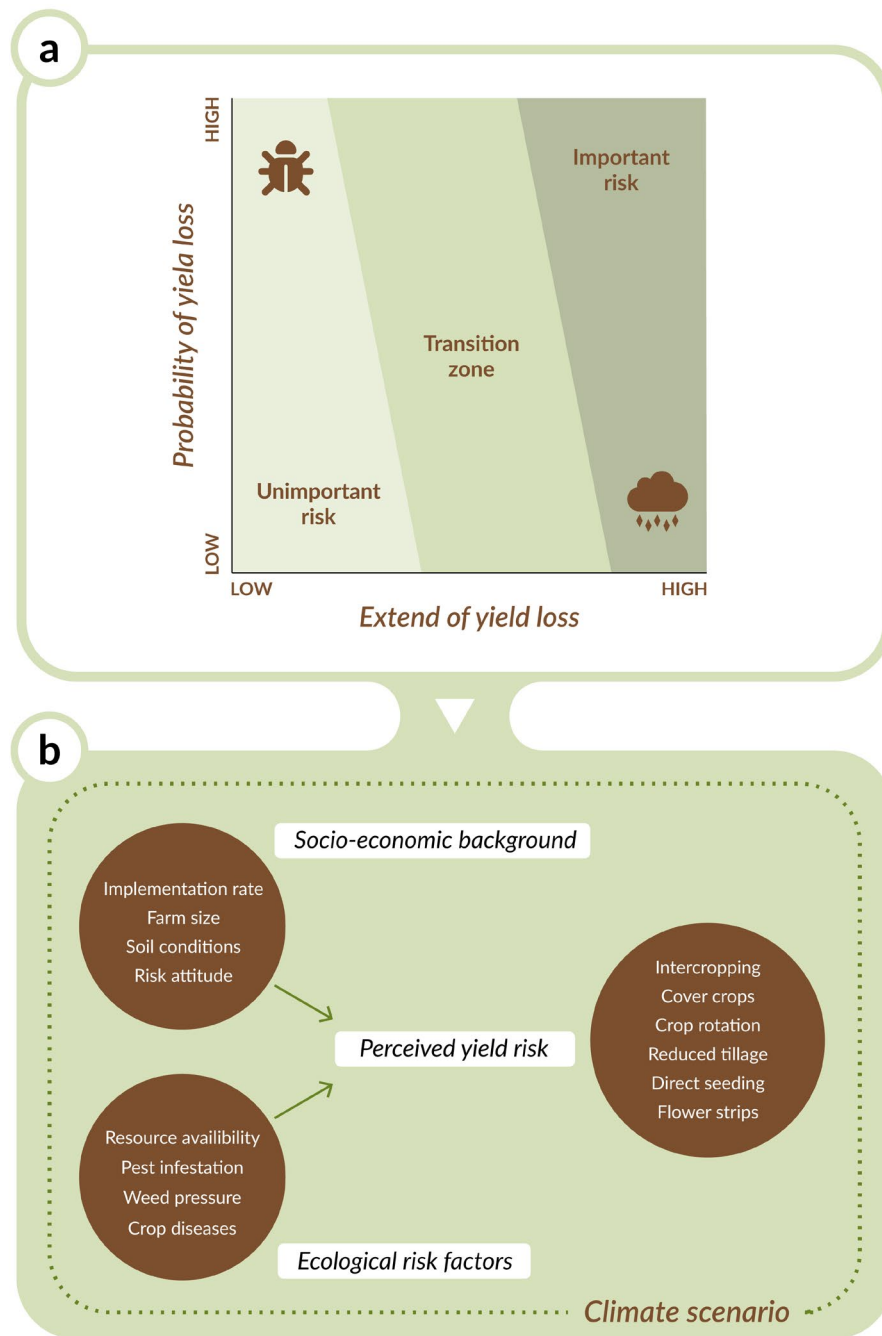 a
HIGH
Probability of yiela loss
LOW
Important
risk
Transition
zone
Unimportant
risk
LOW
HIGH
Extend of yield loss
b
Socio-economic background
Implementation rate
Farm size
Soil conditions
Risk attitude
Perceived yield risk
Intercropping
Cover crops
Crop rotation
Reduced tillage
Direct seeding
Flower strips
Resource availibility
Pest infestation
Weed pressure
Crop diseases
Ecological risk factors
Climate scenario